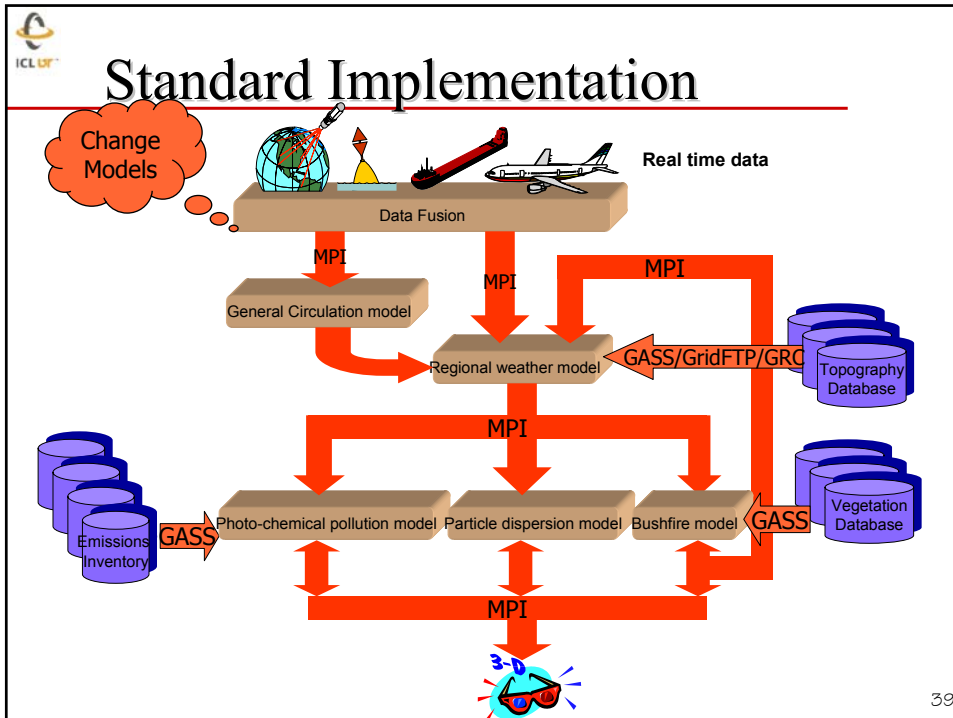 ICL UT
Standard Implementation
Change
Models
Real time data
Data Fusion
MPI
MPI
MPI
General Circulation model
GASS/GridFTP/GRC
Regional weather model
Topography
Database
MPI
Photo-chemical pollution model
Particle dispersion model
Bushfire model
GASS
Vegetation
Database
Emissions
Inventory
GASS
MPI
3-D
39